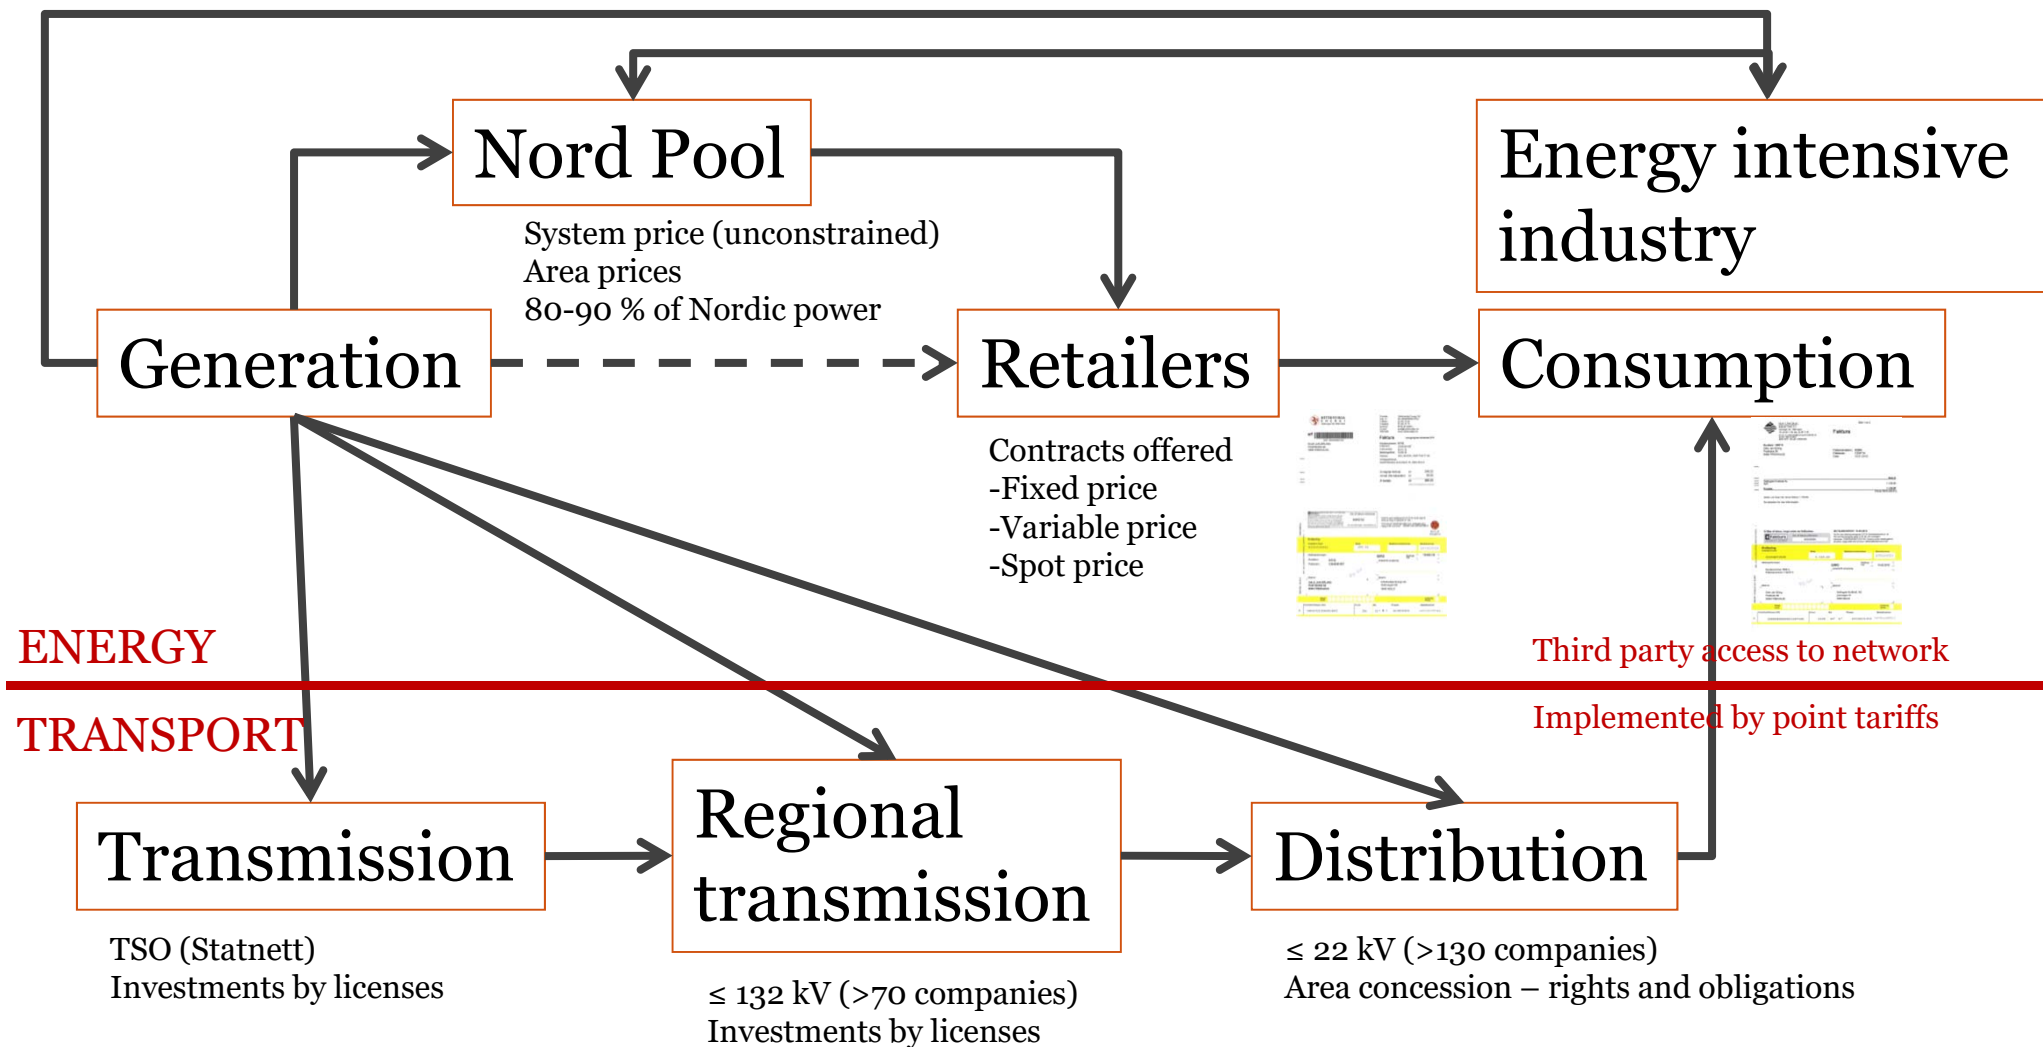 Nord Pool
Energy intensive
industry
System price (unconstrained)
Area prices
80-90 % of Nordic power
Generation
Retailers
Consumption
Contracts offered
-Fixed price
-Variable price
-Spot price
Faktura
Faktura
ENERGY
Third party access to network
TRANSPORT
Implemented by point tariffs
Transmission
Regional
transmission
Distribution
TSO (Statnett)
Investments by licenses
≤ 132 kV (>70 companies)
Investments by licenses
≤ 22 kV (>130 companies)
Area concession – rights and obligations